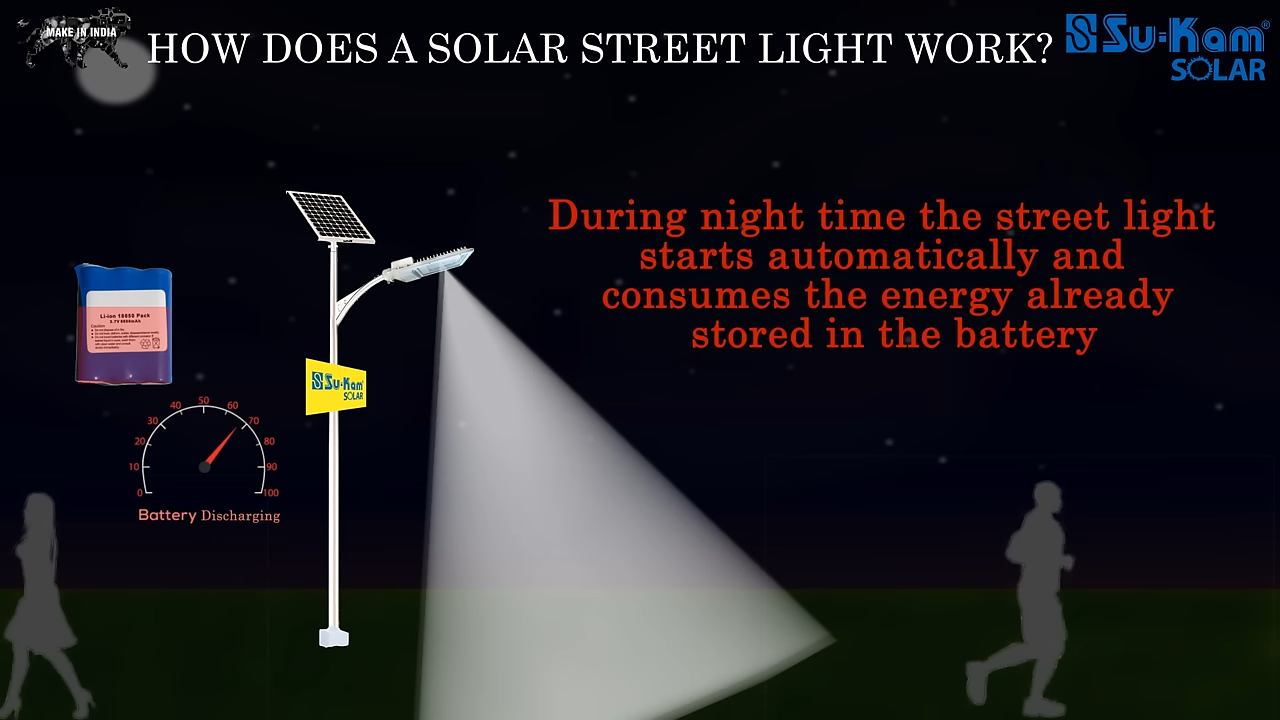 MAKE IN INDIA
HOW DOES A SOLAR STREET LIGHT WORK?
Su-Kam®
SOLAR
During night time the street light
starts automatically and
consumes the energy already
stored in the battery
Li-ion 18650 Pack
Caution
Su-Kam
SOLAR
0
10
20
30
40
50
60
70
80
90
100
Battery Discharging